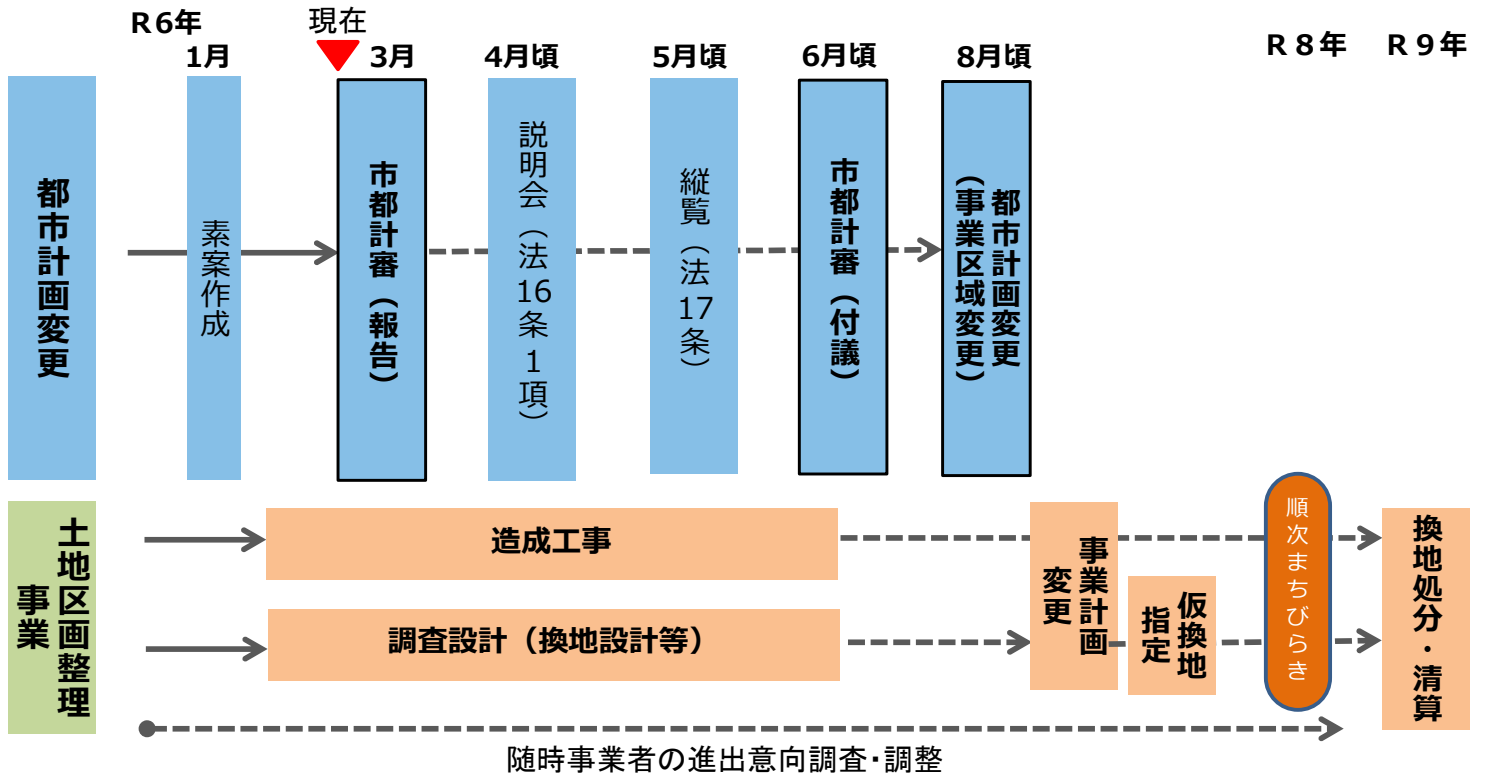 R6年
現在
1月
3月
4月頃
5月頃
6月頃
8月頃
R8年
R9年
都市計画変更
素案作成
市都計審（報告）
説明会（法16条1項）
縦覧（法17条）
市都計審（付議）
都市計画変更
（事業区域変更）
土地区画整理
事業
造成工事
調査設計（換地設計等）
事業計画
変更
仮換地
指定
順次まちびらき
換地処分・清算
随時事業者の進出意向調査・調整